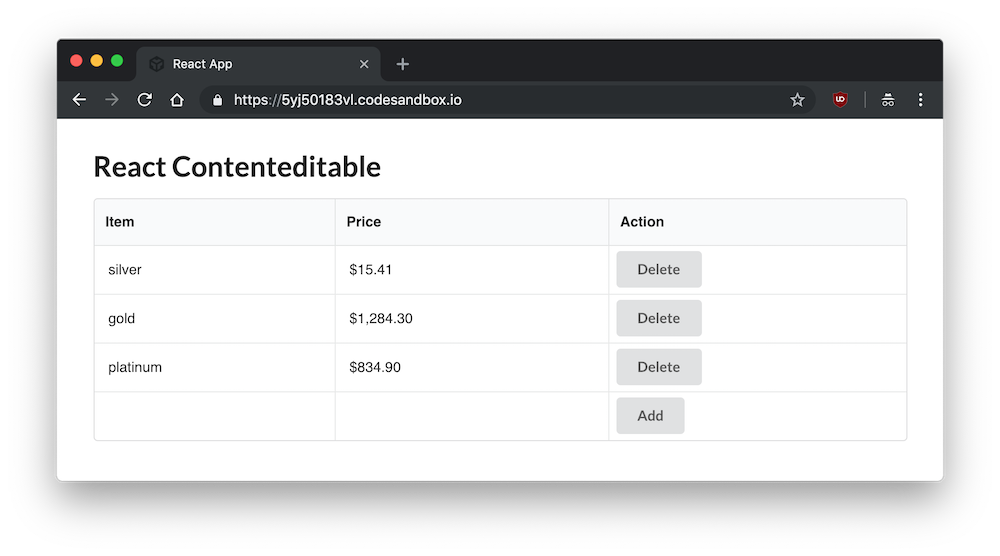 React App
https://5yj50183vl.codesandbox.io
React Contenteditable
Item Price Action
silver $15.41 Delete
gold $1,284.30 Delete
platinum $834.90 Delete
Add